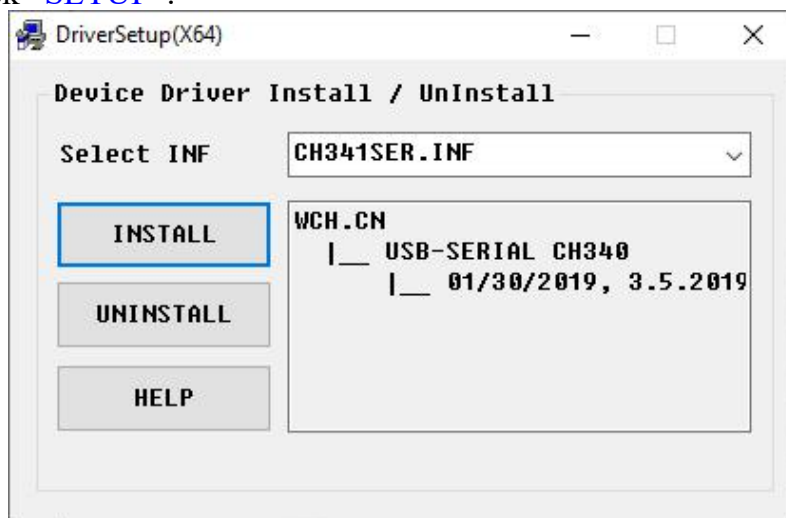 "SETUP".
DriverSetup(X64)
Device Driver Install / UnInstall
Select INF
CH341SER.INF
INSTALL
WCH.CN
|__ USB-SERIAL CH340
|__ 01/30/2019, 3.5.2019
UNINSTALL
HELP